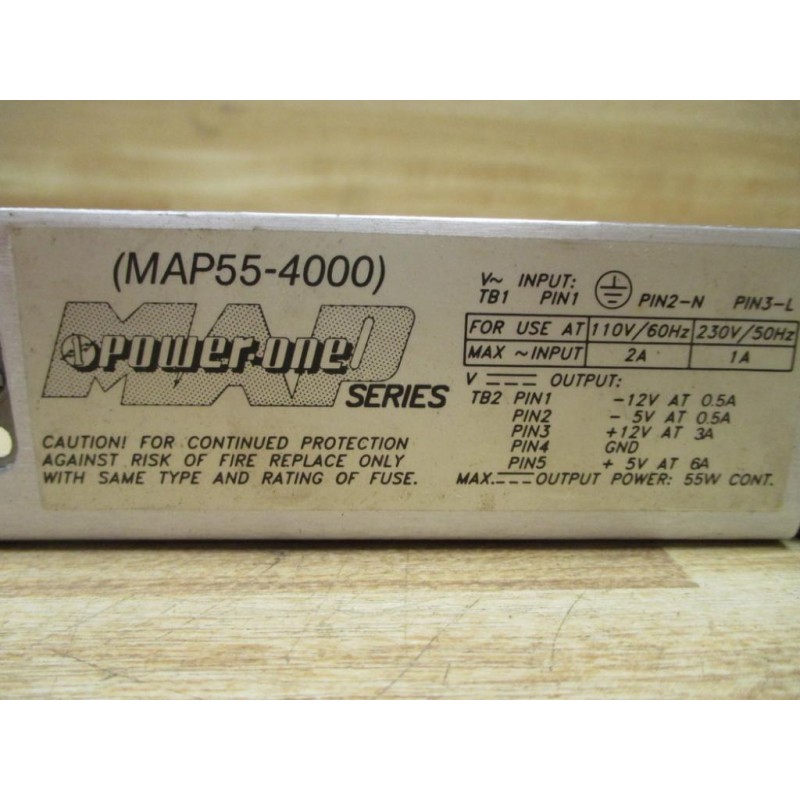 (MAP55-4000)
MAP
power-one
SERIES
CAUTION! FOR CONTINUED PROTECTION
AGAINST RISK OF FIRE REPLACE ONLY
WITH SAME TYPE AND RATING OF FUSE.
V~ INPUT:
TB1 PIN1 PIN2-N PIN3-L
FOR USE AT 110V/60Hz 230V/50Hz
MAX ~INPUT 2A 1A
V OUTPUT:
TB2 PIN1 -12V AT 0.5A
PIN2 - 5V AT 0.5A
PIN3 +12V AT 3A
PIN4 GND
PIN5 + 5V AT 6A
MAX. OUTPUT POWER: 55W CONT.